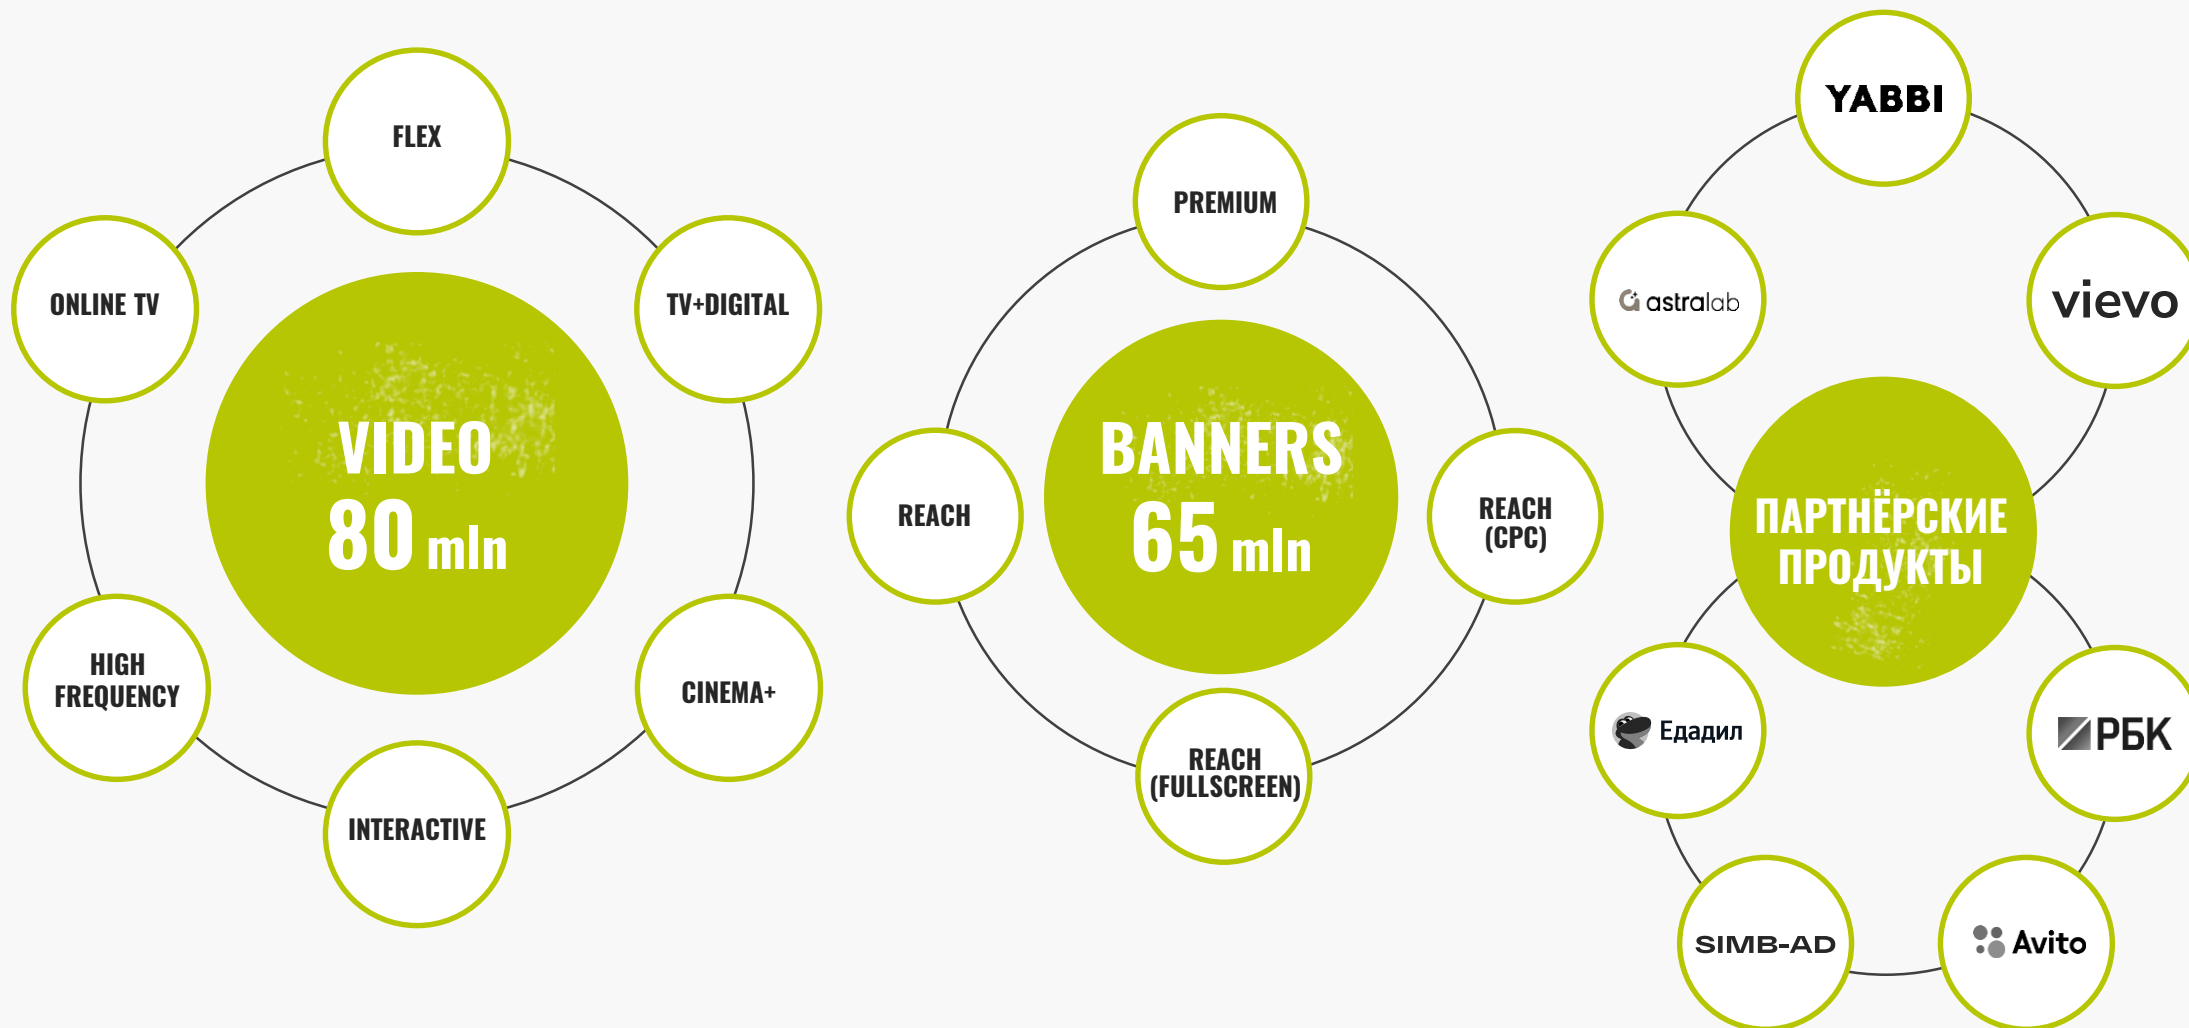 FLEX
ONLINE TV
TV+DIGITAL
VIDEO
80 mln
HIGH
FREQUENCY
CINEMA+
INTERACTIVE
PREMIUM
REACH
BANNERS
65 mln
REACH
(CPC)
REACH
(FULLSCREEN)
YABBI
astralab
vievo
ПАРТНЁРСКИЕ
ПРОДУКТЫ
Едадил
РБК
SIMB-AD
Avito